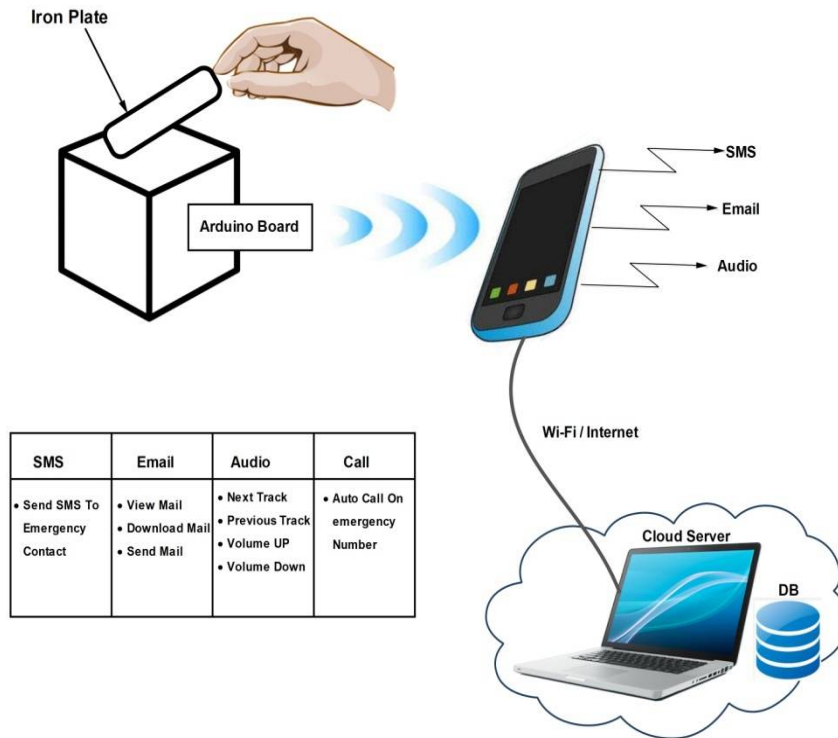 Iron Plate
Arduino Board
SMS
Email
Audio
Wi-Fi / Internet
SMS
• Send SMS To
Emergency
Contact
Email
• View Mail
• Download Mail
• Send Mail
Audio
• Next Track
• Previous Track
• Volume UP
• Volume Down
Call
• Auto Call On
emergency
Number
Cloud Server
DB